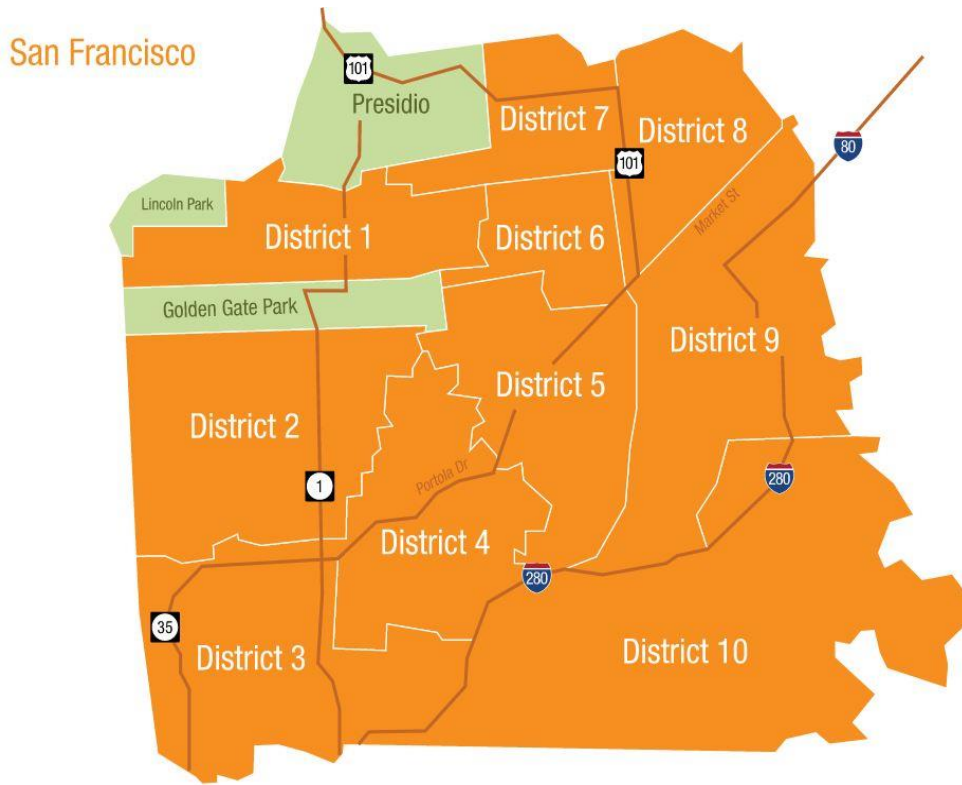 San Francisco
101
Presidio
District 7
District 8
80
101
Lincoln Park
Market St
District 1
District 6
Golden Gate Park
District 9
District 5
District 2
Portola Dr
1
280
District 4
280
35
District 3
District 10